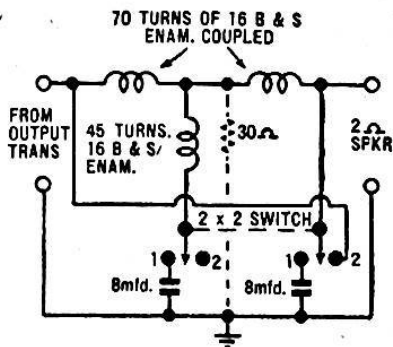 70 TURNS OF 16 B & S
ENAM. COUPLED
FROM
OUTPUT
TRANS
45 TURNS.
16 B & S/
ENAM.
30Ω
2Ω
SPKR
2 x 2 SWITCH
1
2
1
2
8mfd.
8mfd.